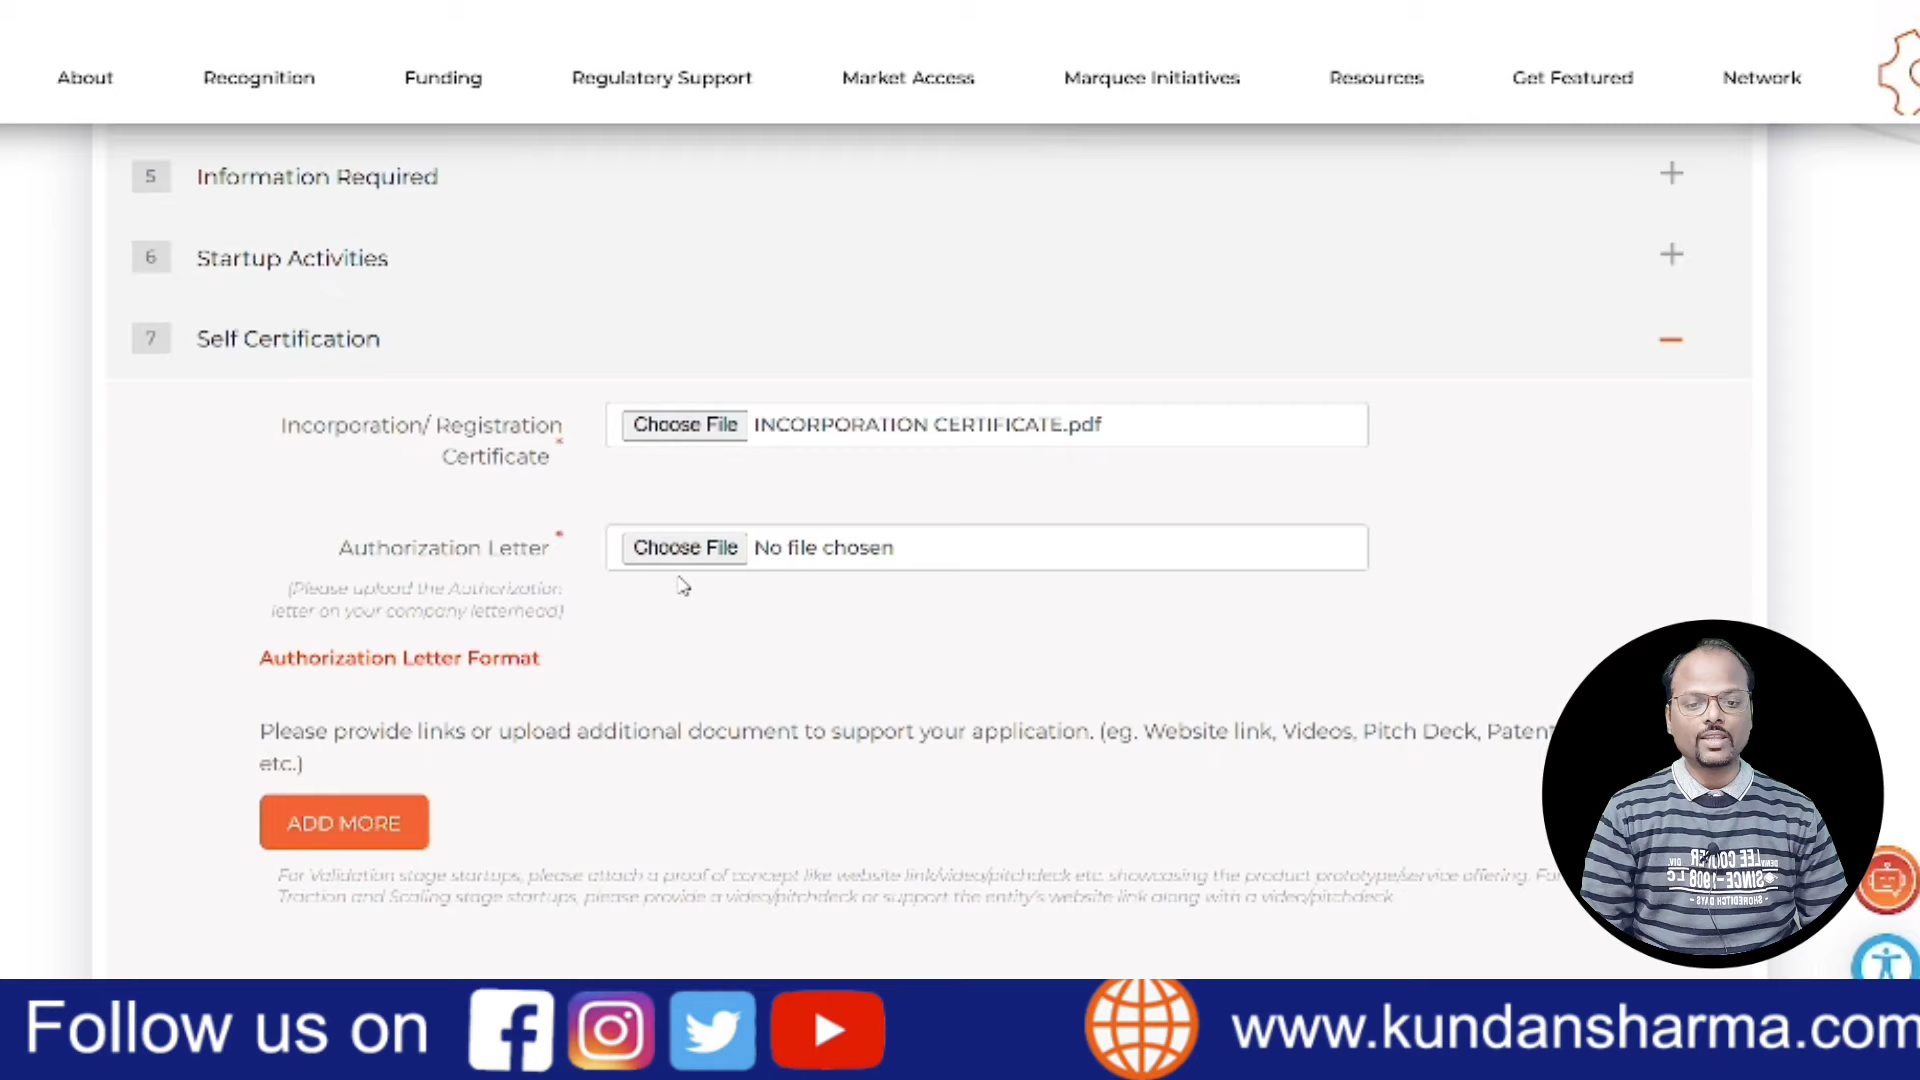 About Recognition Funding Regulatory Support Market Access Marquee Initiatives Resources Get Featured Network
5 Information Required
6 Startup Activities
7 Self Certification
Incorporation/ Registration
Certificate *
Choose File INCORPORATION CERTIFICATE.pdf
Authorization Letter *
Choose File No file chosen
(Please upload the Authorization
letter on your company letterhead)
Authorization Letter Format
Please provide links or upload additional document to support your application. (eg. Website link, Videos, Pitch Deck, Patent
etc.)
ADD MORE
For Validation stage startups, please attach a proof of concept like website link/video/pitchdeck etc. showcasing the product prototype/service offering. For
Traction and Scaling stage startups, please provide a video/pitchdeck or support the entity's website link along with a video/pitchdeck
LEE COOPER
SINCE-1908
Follow us on
www.kundansharma.com